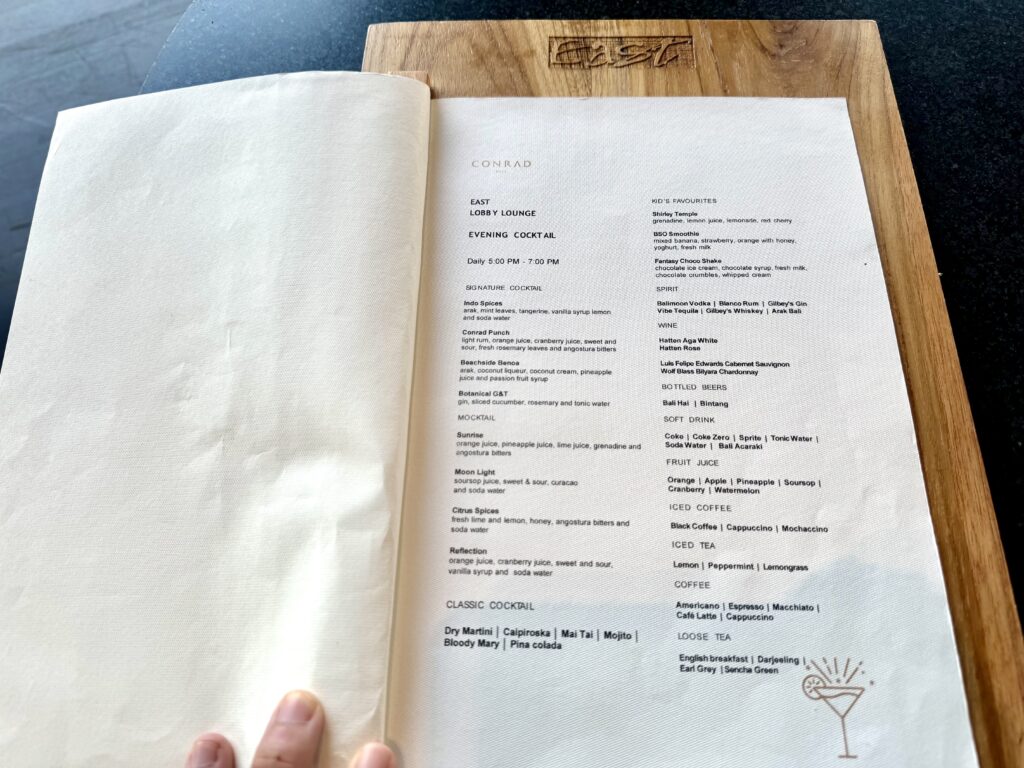 East
CONRAD
EAST
LOBBY LOUNGE
EVENING COCKTAIL
Daily 5:00 PM - 7:00 PM
SIGNATURE COCKTAIL
Indo Spices
arak, mint leaves, tangerine, vanilla syrup lemon
and soda water
Conrad Punch
light rum, orange juice, cranberry juice, sweet and
sour, fresh rosemary leaves and angostura bitters
Beachside Benoa
arak, coconut liqueur, coconut cream, pineapple
juice and passion fruit syrup
Botanical G&T
gin, sliced cucumber, rosemary and tonic water
MOCKTAIL
Sunrise
orange juice, pineapple juice, lime juice, grenadine and
angostura bitters
Moon Light
soursop juice, sweet & sour, curacao
and soda water
Citrus Spices
fresh lime and lemon, honey, angostura bitters and
soda water
Reflection
orange juice, cranberry juice, sweet and sour,
vanilla syrup and soda water
CLASSIC COCKTAIL
Dry Martini | Caipiroska | Mai Tai | Mojito |
Bloody Mary | Pina colada
KID'S FAVOURITES
Shirley Temple
grenadine, lemon juice, lemonade, red cherry
BSO Smoothie
mixed banana, strawberry, orange with honey,
yoghurt, fresh milk
Fantasy Choco Shake
chocolate ice cream, chocolate syrup, fresh milk,
chocolate crumbles, whipped cream
SPIRIT
Balimoon Vodka | Blanco Rum | Gilbey's Gin
Vibe Tequila | Gilbey's Whiskey | Arak Bali
WINE
Hatten Aga White
Hatten Rose
Luis Felipe Edwards Cabernet Sauvignon
Wolf Blass Bilyara Chardonnay
BOTTLED BEERS
Bali Hai | Bintang
SOFT DRINK
Coke | Coke Zero | Sprite | Tonic Water |
Soda Water | Bali Acaraki
FRUIT JUICE
Orange | Apple | Pineapple | Soursop |
Cranberry | Watermelon
ICED COFFEE
Black Coffee | Cappuccino | Mochaccino
ICED TEA
Lemon | Peppermint | Lemongrass
COFFEE
Americano | Espresso | Macchiato |
Café Latte | Cappuccino
LOOSE TEA
English breakfast | Darjeeling |
Earl Grey | Sencha Green